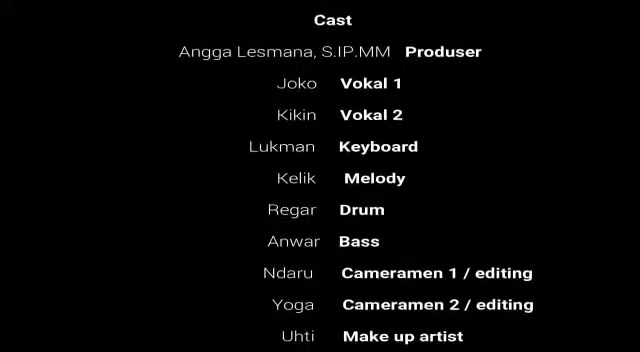 Cast
Angga Lesmana, S.IP.MM Produser
Joko Vokal 1
Kikin Vokal 2
Lukman Keyboard
Kelik Melody
Regar Drum
Anwar Bass
Ndaru Cameramen 1 / editing
Yoga Cameramen 2 / editing
Uhti Make up artist